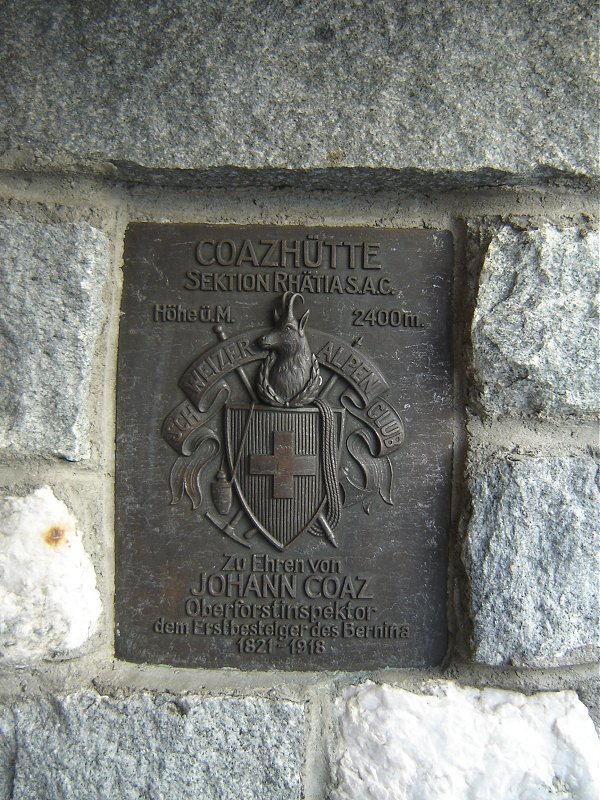 COAZHÜTTE
SEKTION RHÄTIA S.A.C.
Höhe ü.M. 2400 m.
SCHWEIZER ALPEN CLUB
Zu Ehren von
JOHANN COAZ
Oberforstinspektor
dem Erstbesteiger des Bernina
1821-1918